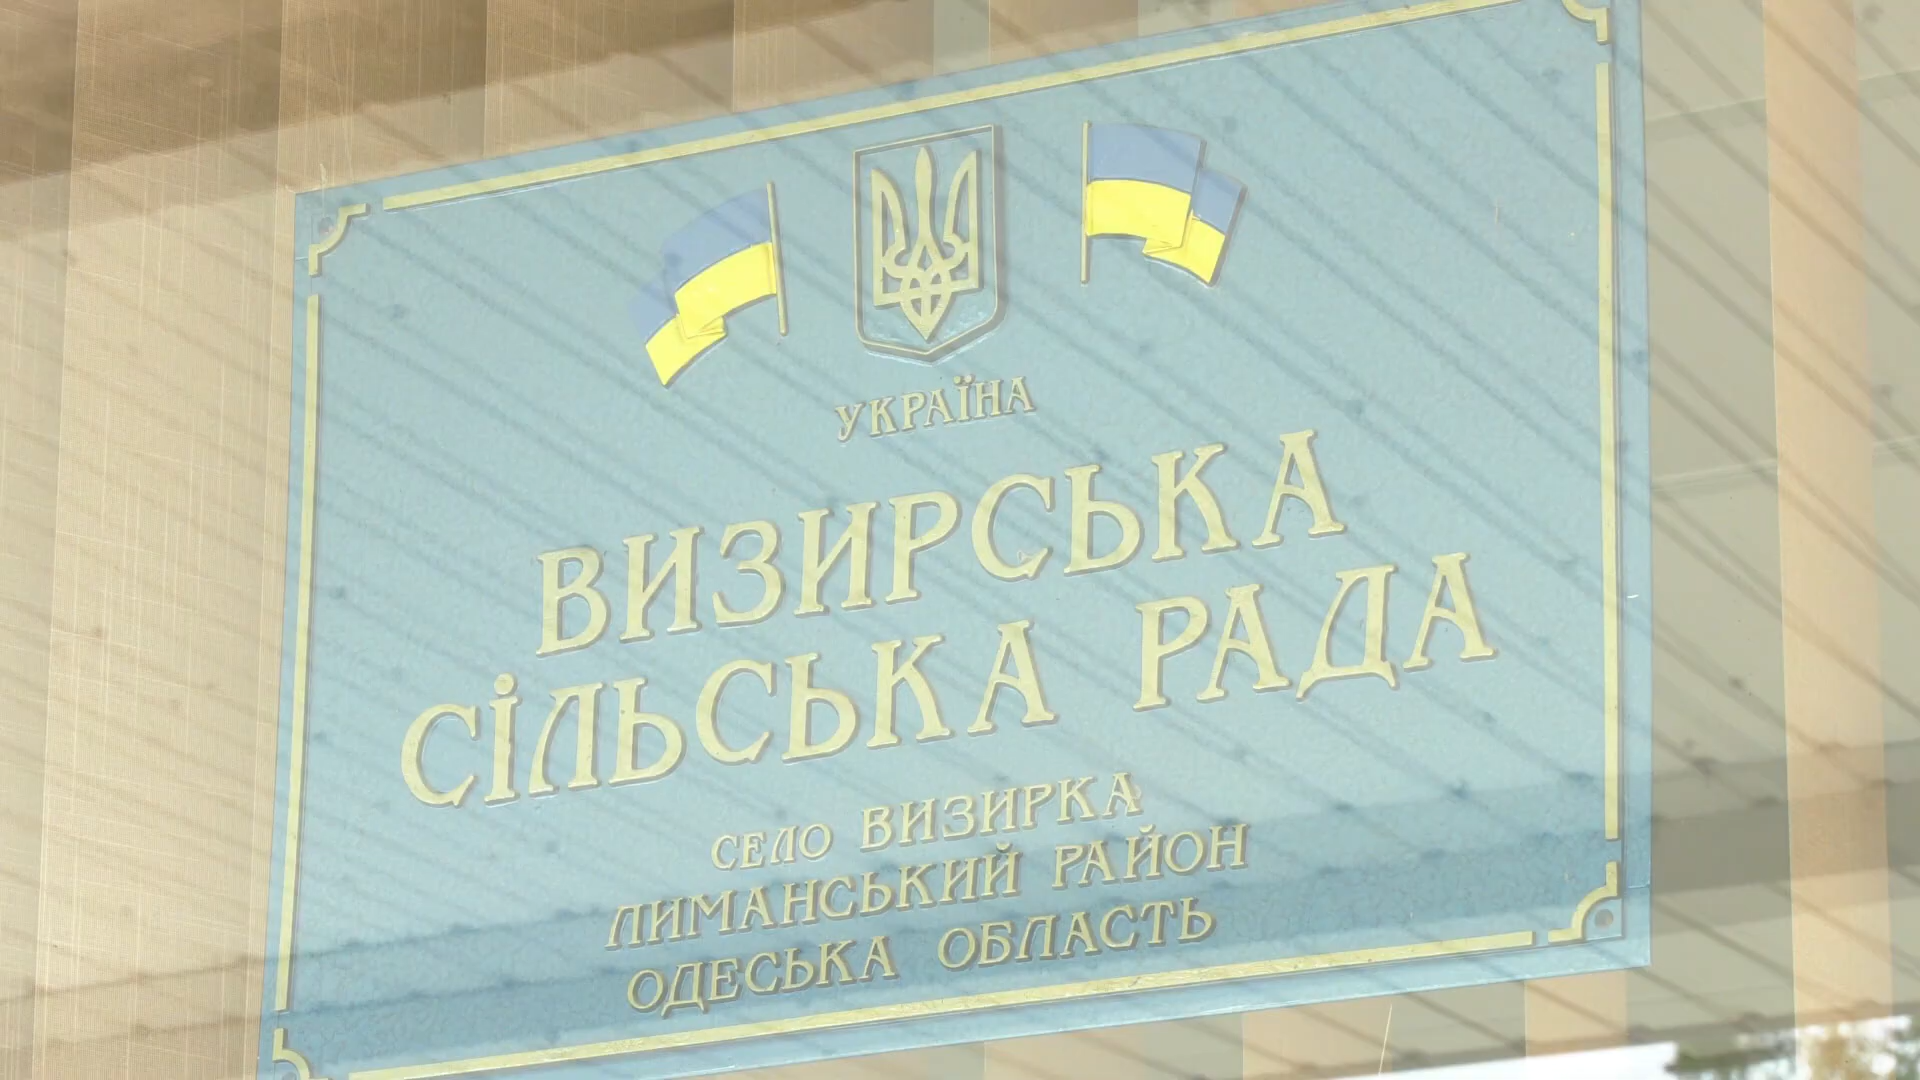 УКРАЇНА
ВИЗИРСЬКА
СІЛЬСЬКА РАДА
СЕЛО ВИЗИРКА
ЛИМАНСЬКИЙ РАЙОН
ОДЕСЬКА ОБЛАСТЬ